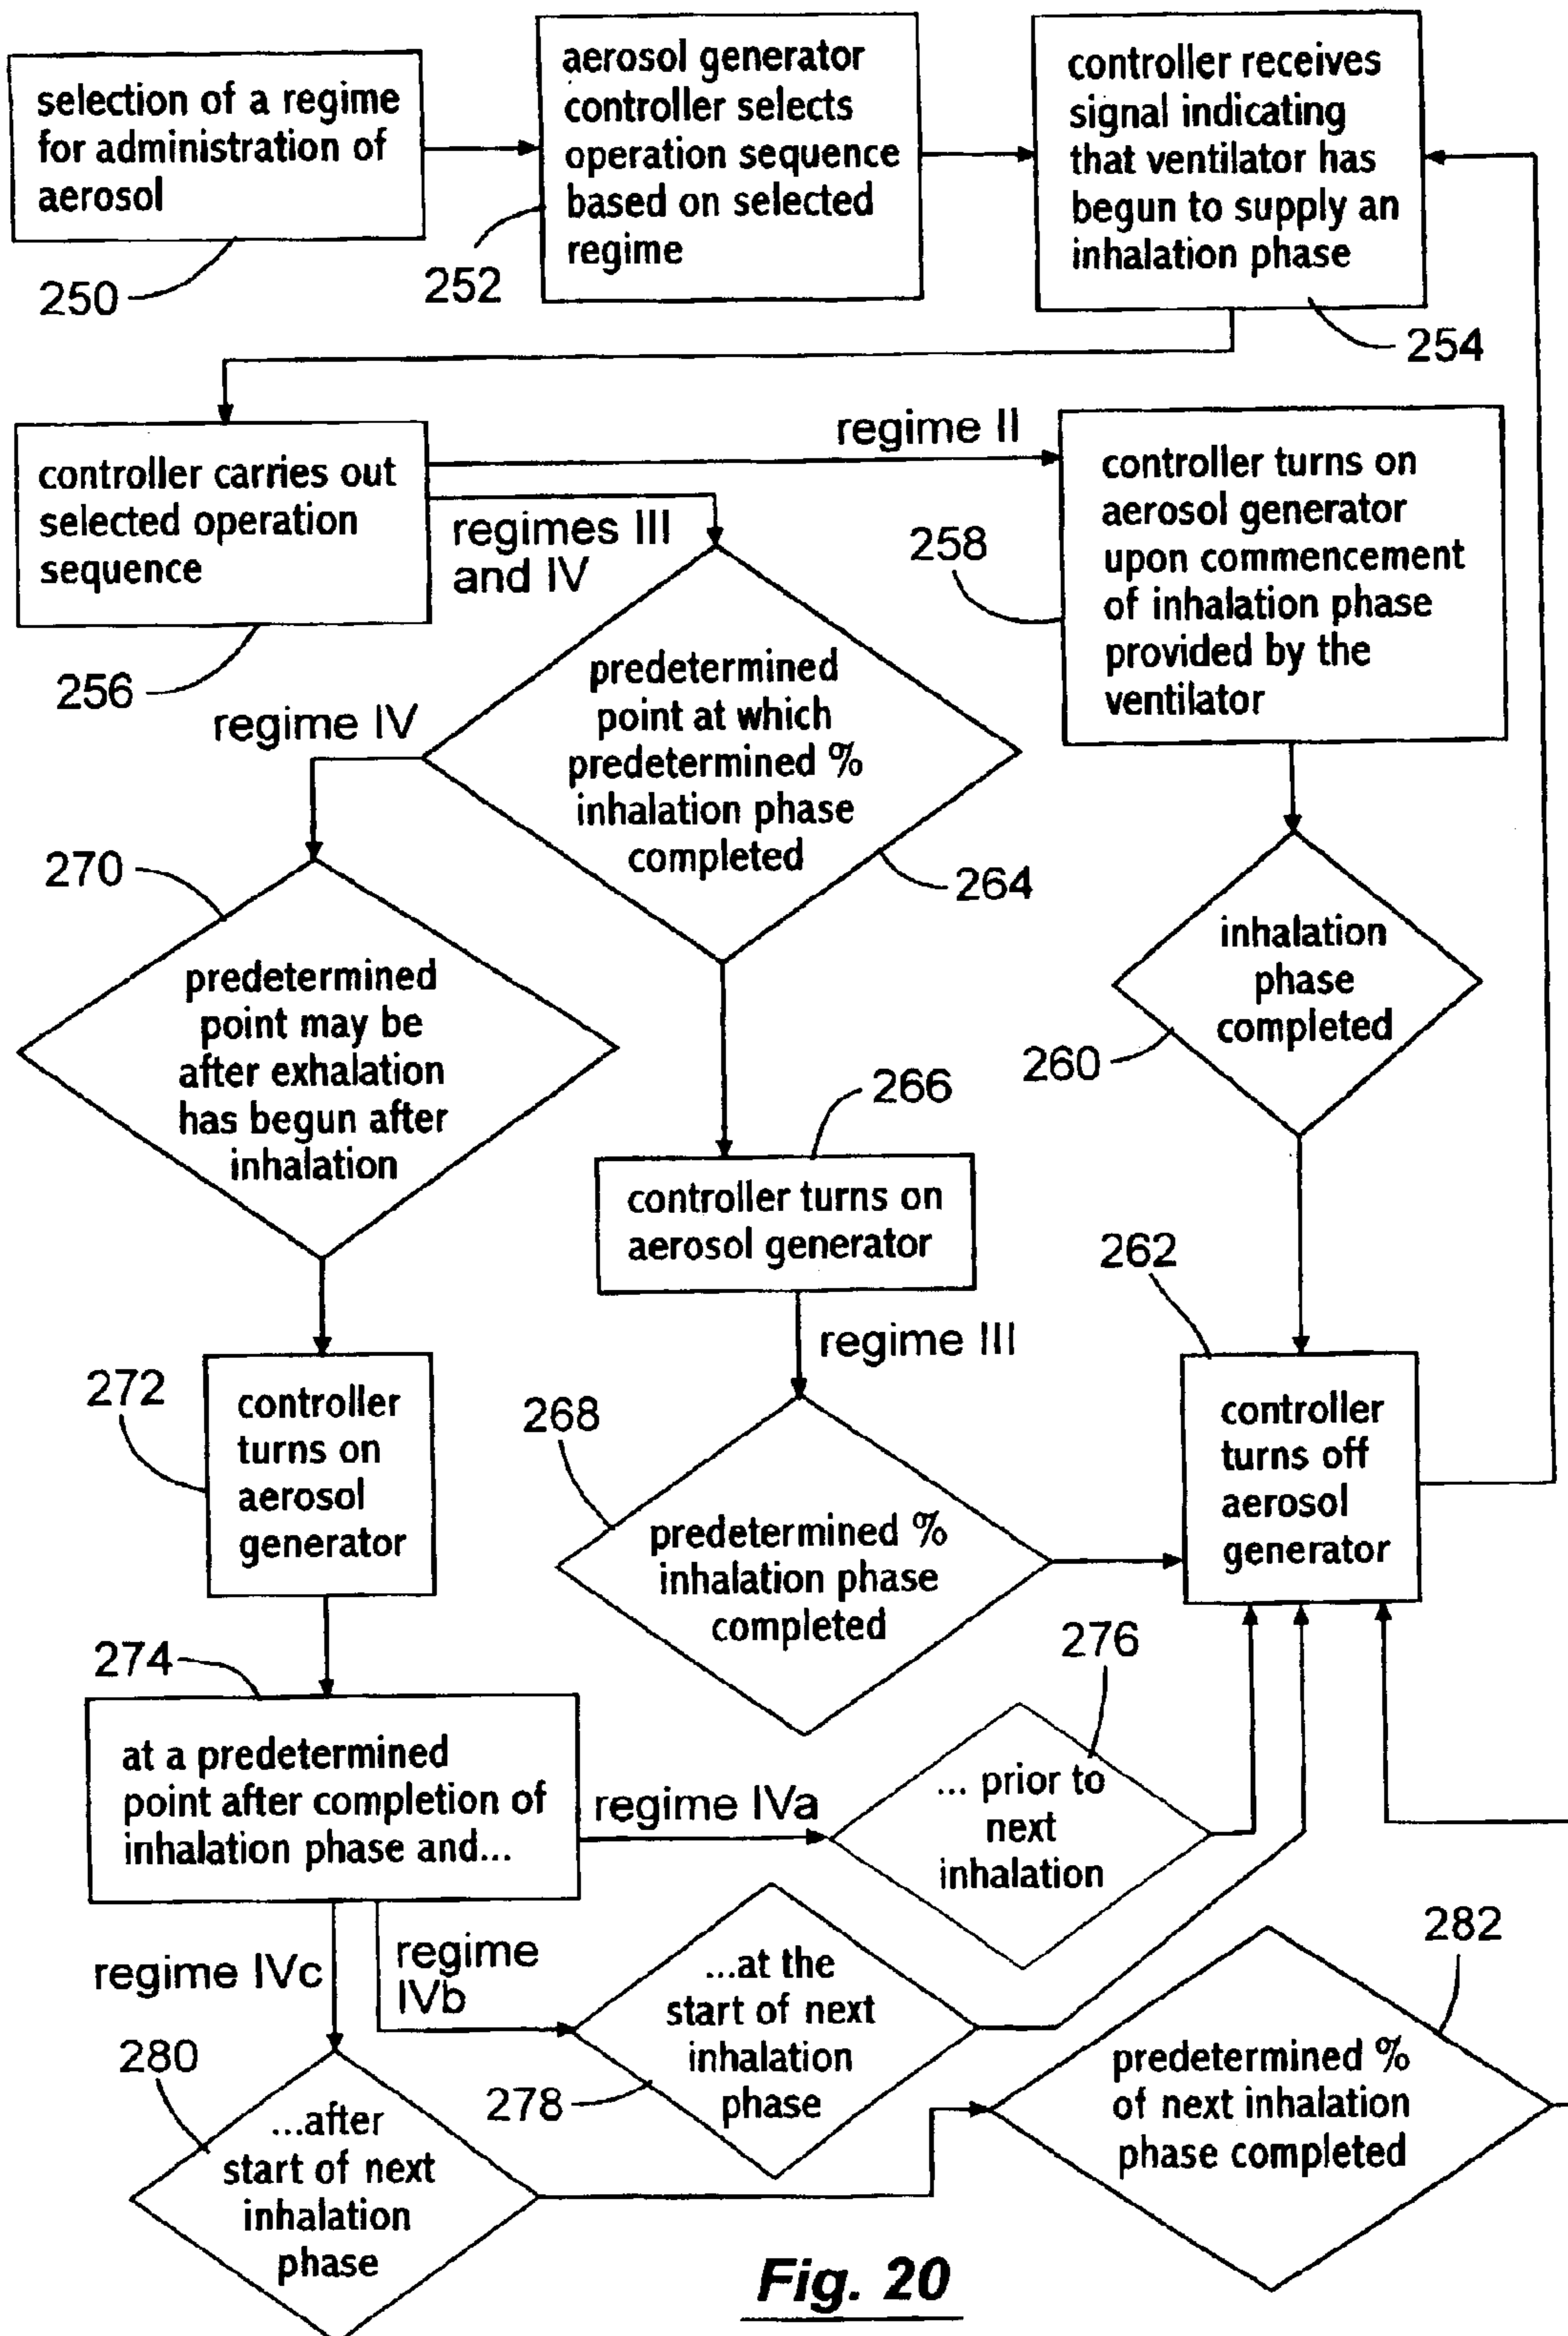 selection of a regime
for administration of
aerosol
250
aerosol generator
controller selects
operation sequence
based on selected
regime
252
controller receives
signal indicating
that ventilator has
begun to supply an
inhalation phase
254
controller carries out
selected operation
sequence
256
regime II
regimes III
and IV
controller turns on
aerosol generator
upon commencement
of inhalation phase
provided by the
ventilator
258
predetermined
point at which
predetermined %
inhalation phase
completed
264
regime IV
270
predetermined
point may be
after exhalation
has begun after
inhalation
inhalation
phase
completed
260
266
controller turns on
aerosol generator
regime III
262
controller
turns off
aerosol
generator
272
controller
turns on
aerosol
generator
268
predetermined %
inhalation phase
completed
274
at a predetermined
point after completion of
inhalation phase and...
regime IVa
276
... prior to
next
inhalation
regime IVc
regime
IVb
...at the
start of next
inhalation
phase
278
282
predetermined %
of next inhalation
phase completed
280
...after
start of next
inhalation
phase
Fig. 20